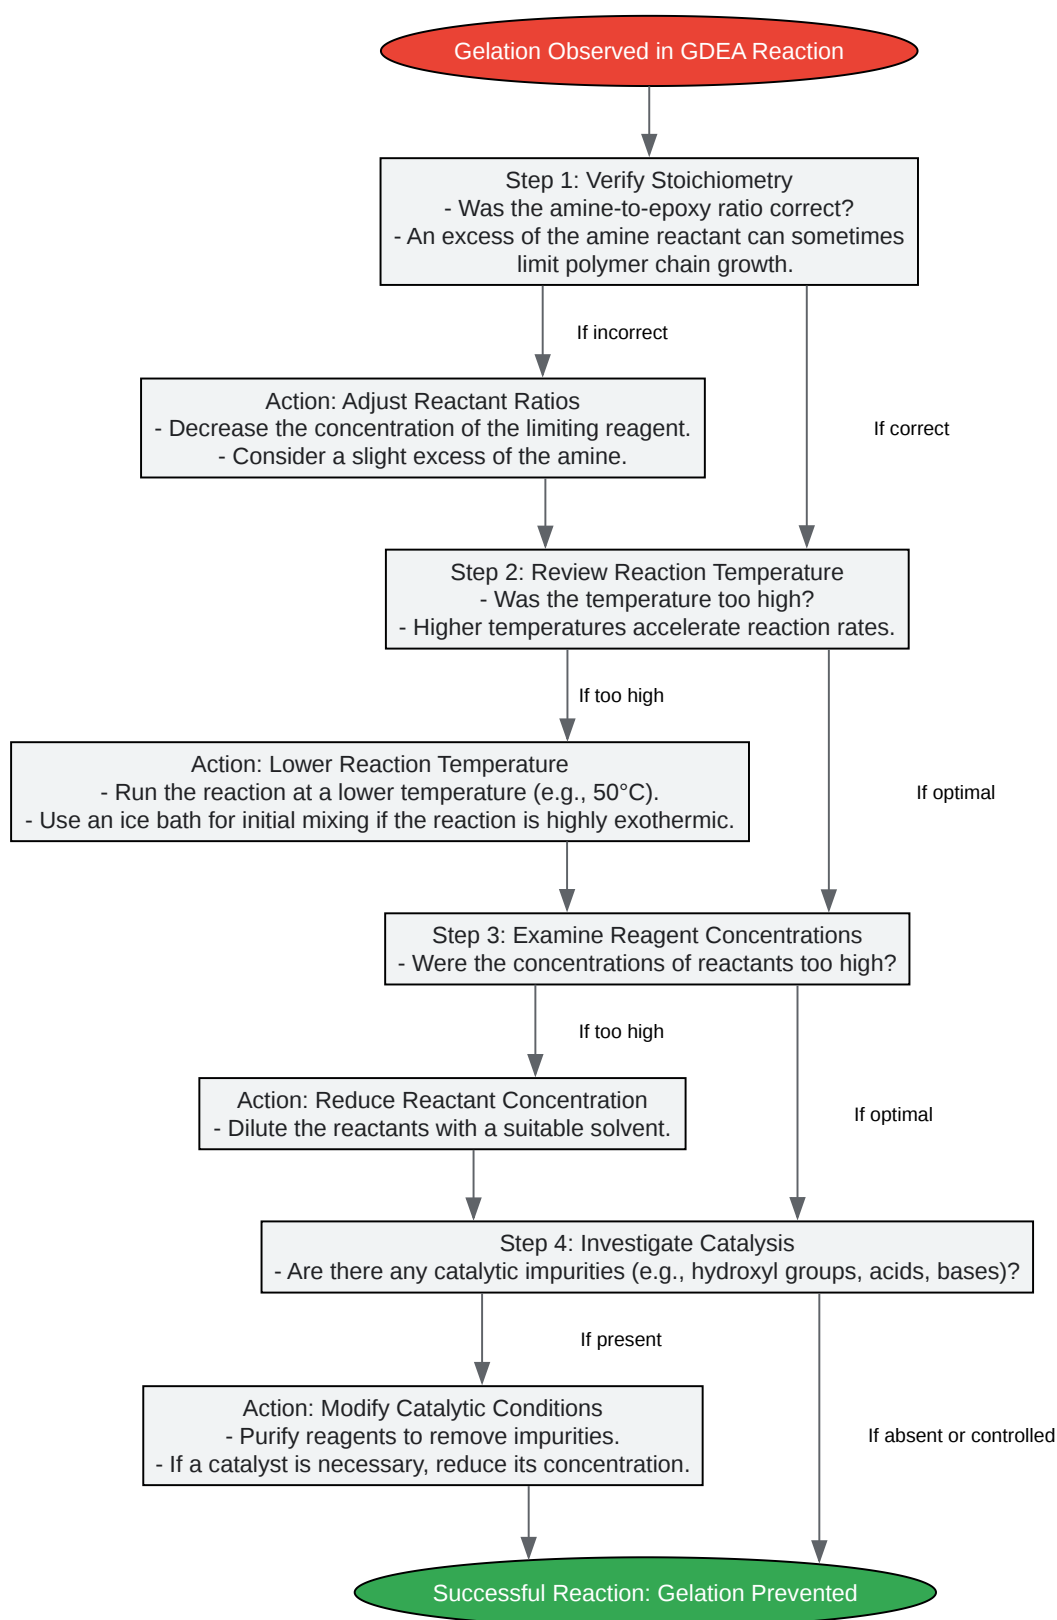 Gelation Observed in GDEA Reaction
Step 1: Verify Stoichiometry
- Was the amine-to-epoxy ratio correct?
- An excess of the amine reactant can sometimes
limit polymer chain growth.
If incorrect
If correct
Action: Adjust Reactant Ratios
- Decrease the concentration of the limiting reagent.
- Consider a slight excess of the amine.
Step 2: Review Reaction Temperature
- Was the temperature too high?
- Higher temperatures accelerate reaction rates.
If too high
If optimal
Action: Lower Reaction Temperature
- Run the reaction at a lower temperature (e.g., 50°C).
- Use an ice bath for initial mixing if the reaction is highly exothermic.
Step 3: Examine Reagent Concentrations
- Were the concentrations of reactants too high?
If too high
If optimal
Action: Reduce Reactant Concentration
- Dilute the reactants with a suitable solvent.
Step 4: Investigate Catalysis
- Are there any catalytic impurities (e.g., hydroxyl groups, acids, bases)?
If present
If absent or controlled
Action: Modify Catalytic Conditions
- Purify reagents to remove impurities.
- If a catalyst is necessary, reduce its concentration.
Successful Reaction: Gelation Prevented